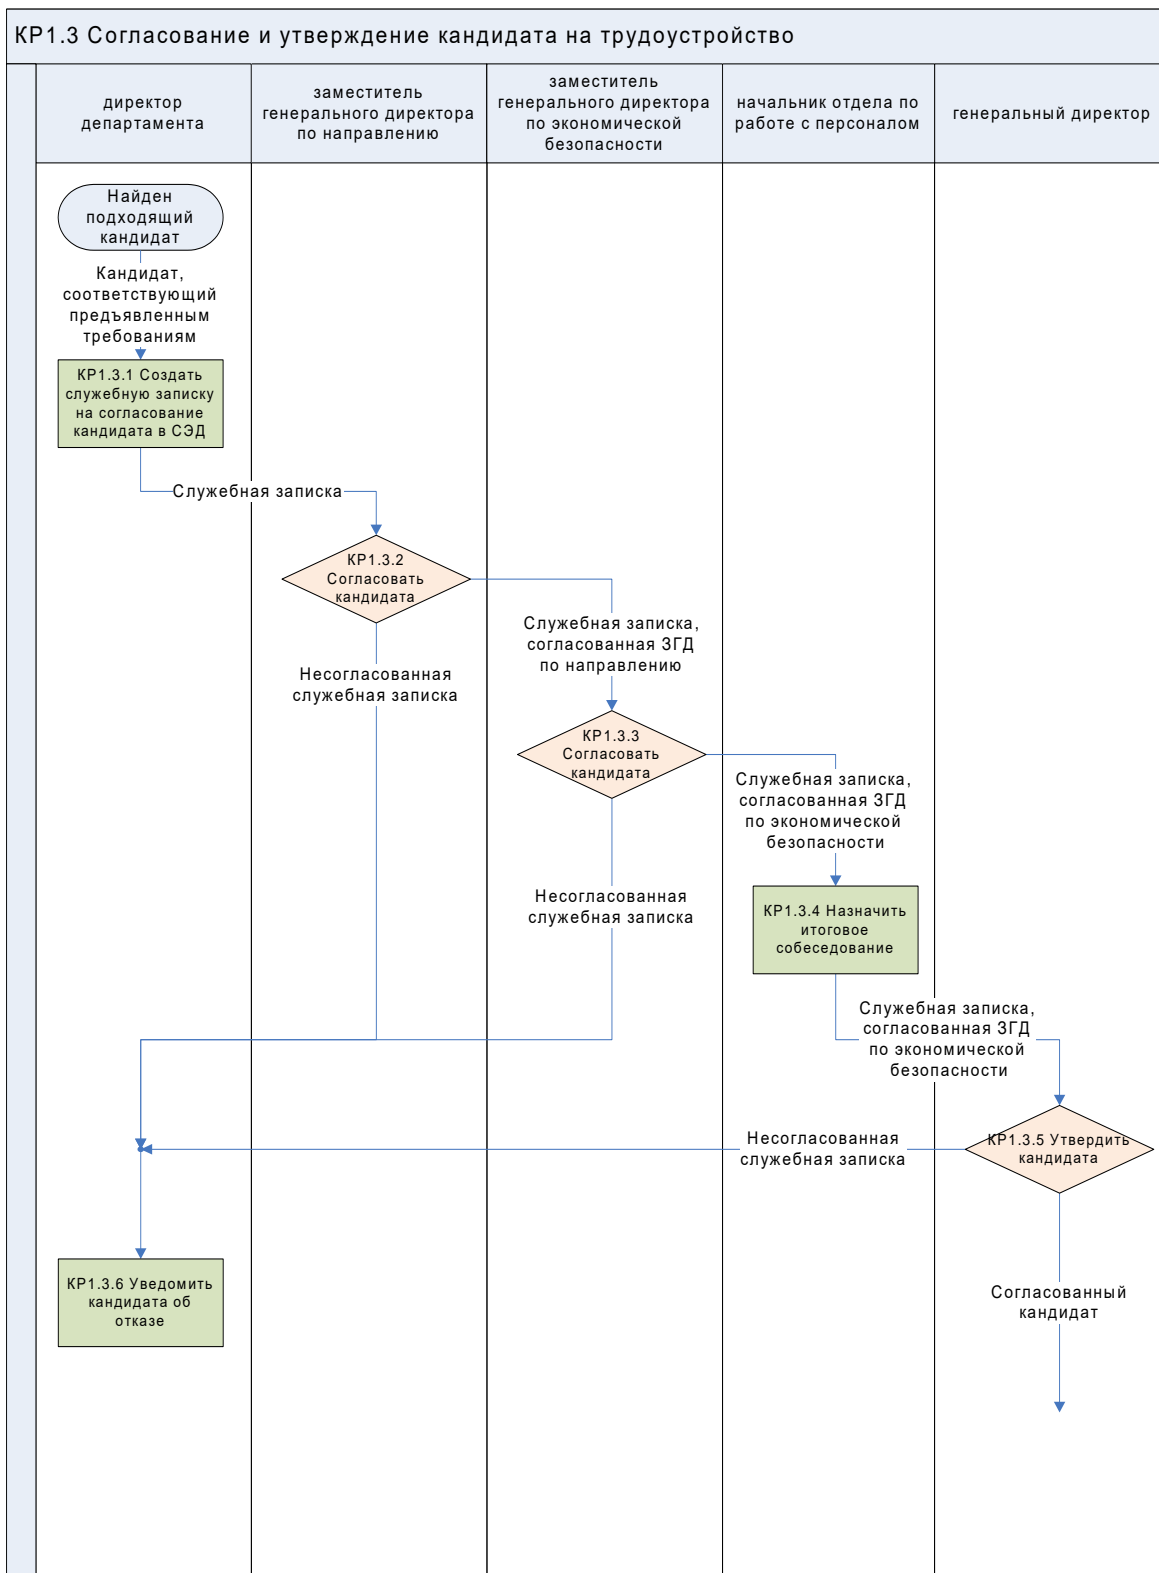 КР1.3 Согласование и утверждение кандидата на трудоустройство
директор
департамента
заместитель
генерального директора
по направлению
заместитель
генерального директора
по экономической
безопасности
начальник отдела по
работе с персоналом
генеральный директор
Найден
подходящий
кандидат
Кандидат,
соответствующий
предъявленным
требованиям
КР1.3.1 Создать
служебную записку
на согласование
кандидата в СЭД
Служебная записка
КР1.3.2
Согласовать
кандидата
Служебная записка,
согласованная ЗГД
по направлению
Несогласованная
служебная записка
КР1.3.3
Согласовать
кандидата
Служебная записка,
согласованная ЗГД
по экономической
безопасности
Несогласованная
служебная записка
КР1.3.4 Назначить
итоговое
собеседование
Служебная записка,
согласованная ЗГД
по экономической
безопасности
КР1.3.5 Утвердить
кандидата
Несогласованная
служебная записка
КР1.3.6 Уведомить
кандидата об
отказе
Согласованный
кандидат